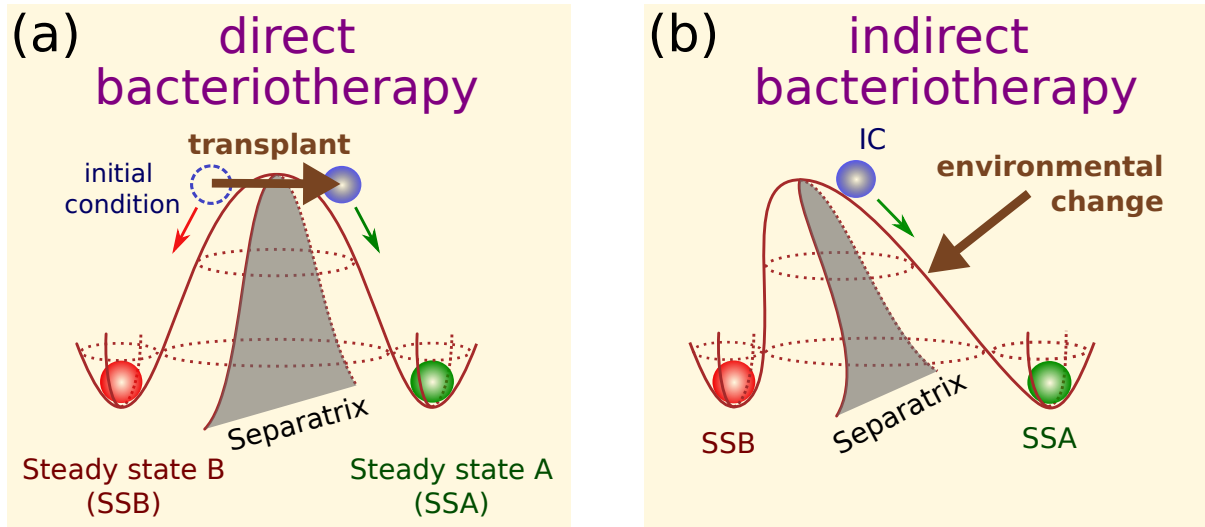 (a)
direct
bacteriotherapy
transplant
initial
condition
Separatrix
Steady state B
(SSB)
Steady state A
(SSA)
(b)
indirect
bacteriotherapy
IC
environmental
change
Separatrix
SSB
SSA